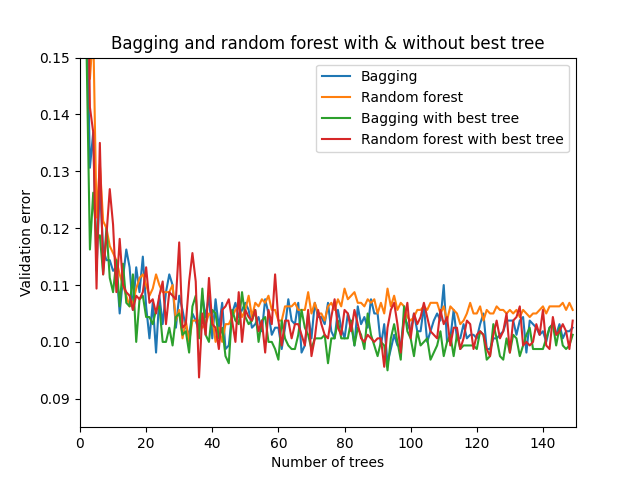 Bagging and random forest with & without best tree
Bagging
Random forest
Bagging with best tree
Random forest with best tree
Validation error
0.15
0.14
0.13
0.12
0.11
0.10
0.09
0 20 40 60 80 100 120 140
Number of trees